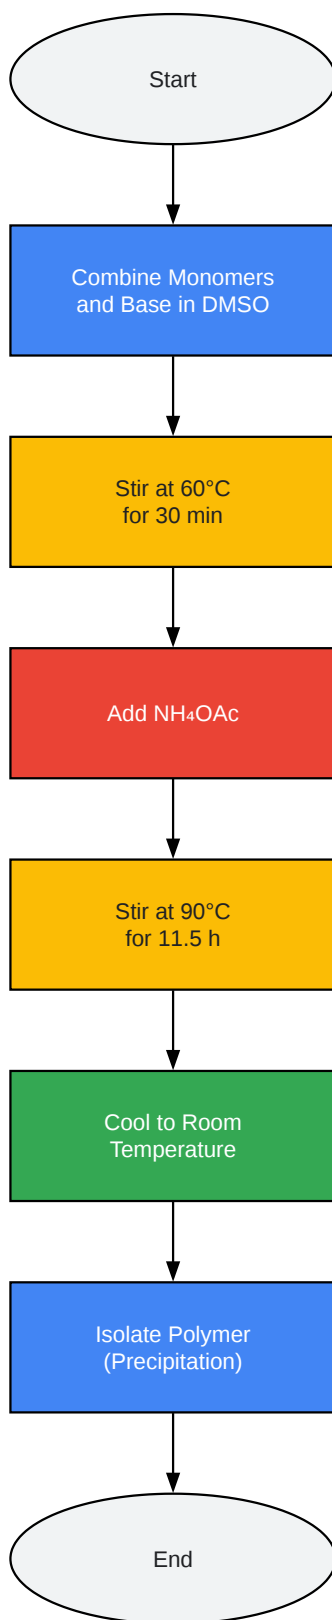 Start
Combine Monomers
and Base in DMSO
Stir at 60°C
for 30 min
Add NH₄OAc
Stir at 90°C
for 11.5 h
Cool to Room
Temperature
Isolate Polymer
(Precipitation)
End